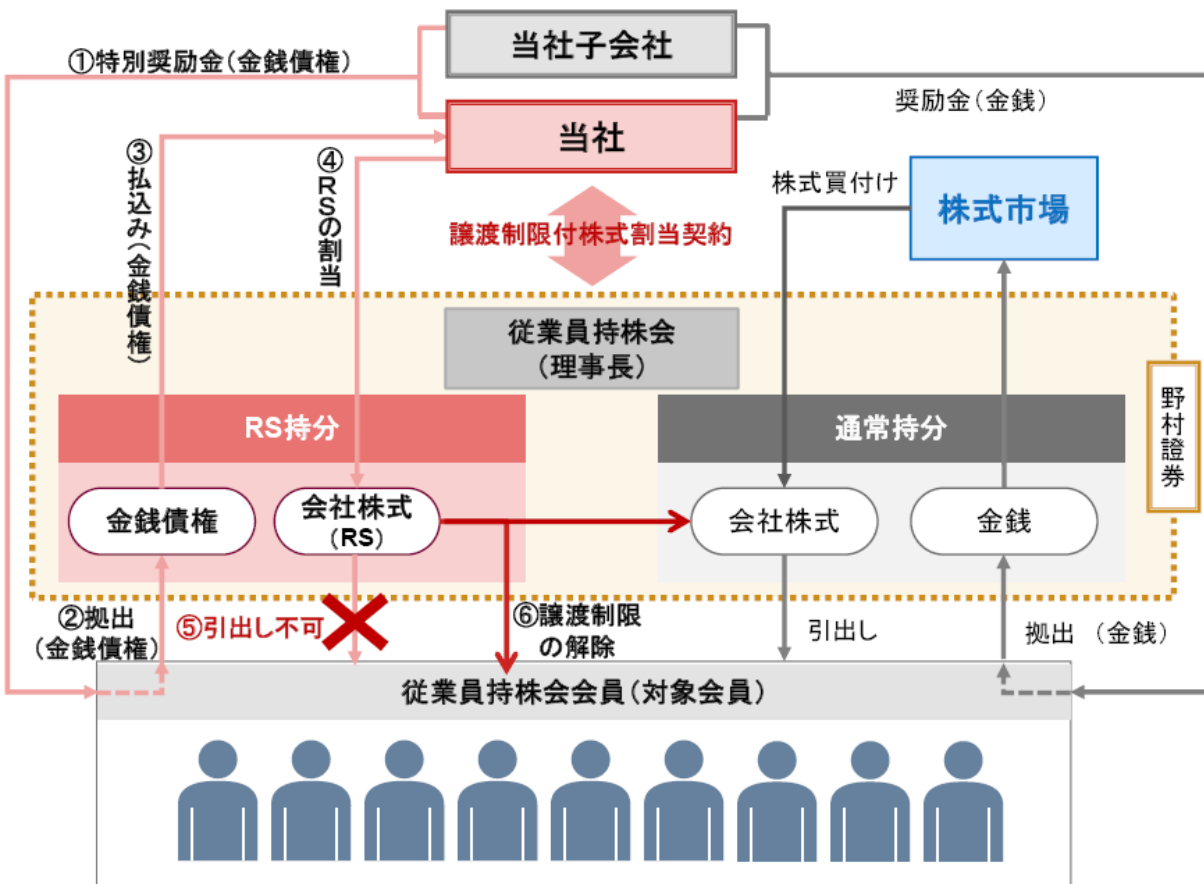 当社子会社
①特別奨励金(金銭債権)
奨励金(金銭)
当社
③払込み(金銭債権)
④RSの割当
株式買付け
株式市場
譲渡制限付株式割当契約
従業員持株会
(理事長)
野村證券
RS持分
通常持分
金銭債権
会社株式
(RS)
会社株式
金銭
②拠出
(金銭債権)
⑤引出し不可
⑥譲渡制限
の解除
引出し
拠出 (金銭)
従業員持株会会員(対象会員)